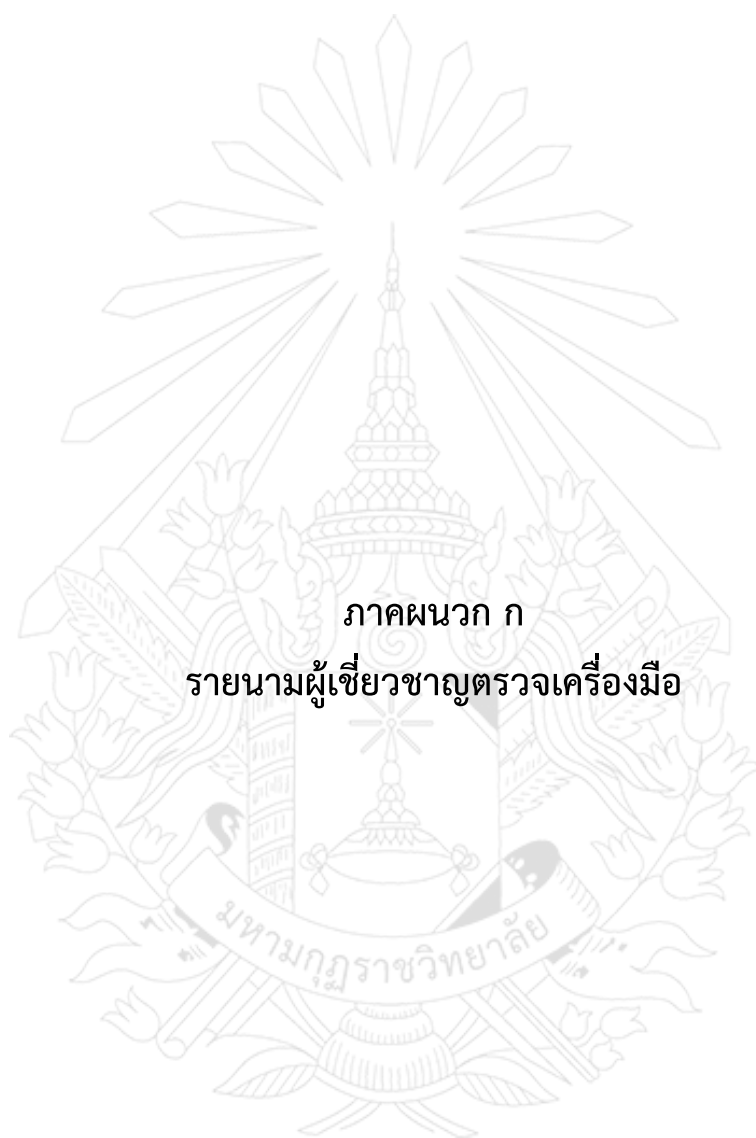 ภาคผนวก ก
รายนามผู้เชี่ยวชาญตรวจเครื่องมือ
มหามกุฏราชวิทยาลัย